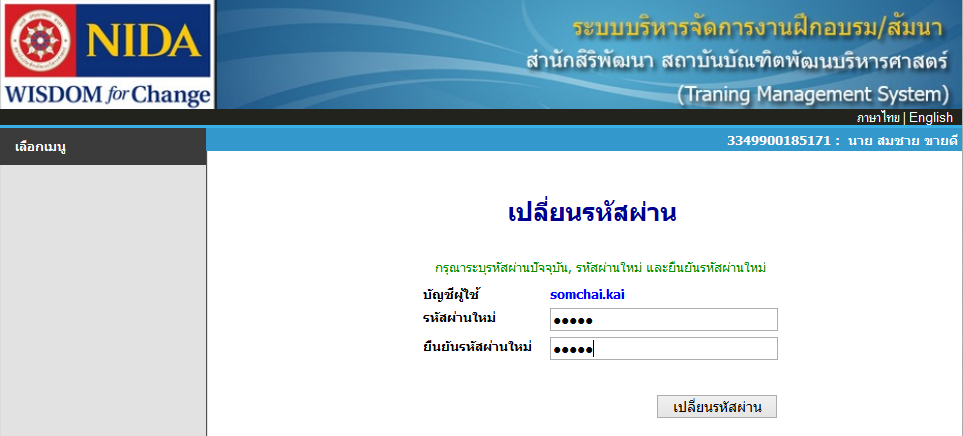 NIDA
WISDOM for Change
ระบบบริหารจัดการงานฝึกอบรม/สัมนา
สำนักสิริพัฒนา สถาบันบัณฑิตพัฒนบริหารศาสตร์
(Traning Management System)
ภาษาไทย | English
เลือกเมนู
3349900185171 : นาย สมชาย ขายดี
เปลี่ยนรหัสผ่าน
กรุณาระบุรหัสผ่านปัจจุบัน, รหัสผ่านใหม่ และยืนยันรหัสผ่านใหม่
บัญชีผู้ใช้ somchai.kai
รหัสผ่านใหม่ ●●●●●
ยืนยันรหัสผ่านใหม่ ●●●●●
เปลี่ยนรหัสผ่าน